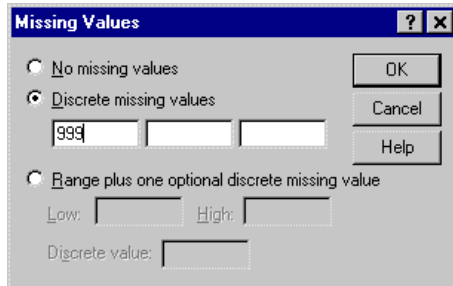 Missing Values
No missing values
OK
Discrete missing values
Cancel
999
Help
Range plus one optional discrete missing value
Low: High:
Discrete value: